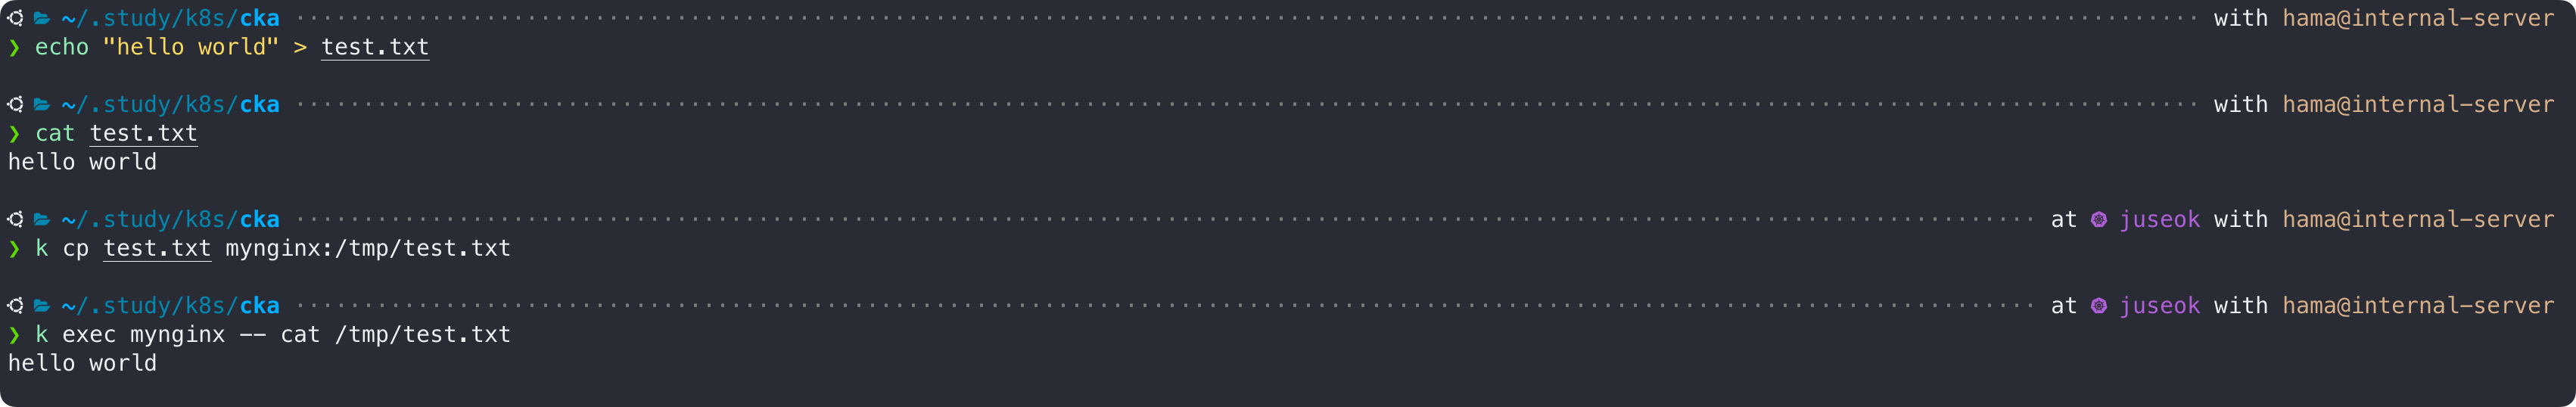 ~/.study/k8s/cka with hama@internal-server
❯ echo "hello world" > test.txt
~/.study/k8s/cka with hama@internal-server
❯ cat test.txt
hello world
~/.study/k8s/cka at juseok with hama@internal-server
❯ k cp test.txt mynginx:/tmp/test.txt
~/.study/k8s/cka at juseok with hama@internal-server
❯ k exec mynginx -- cat /tmp/test.txt
hello world